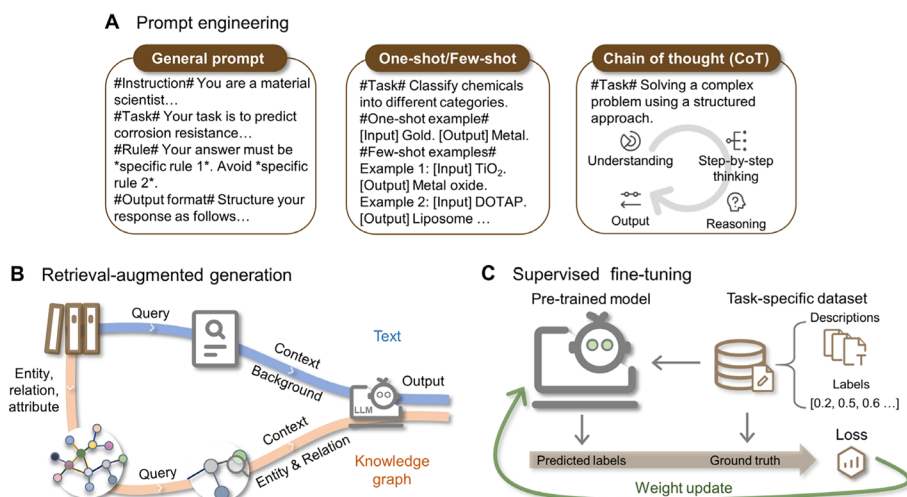 A Prompt engineering
General prompt
#Instruction# You are a material
scientist…
#Task# Your task is to predict
corrosion resistance…
#Rule# Your answer must be
*specific rule 1*. Avoid *specific
rule 2*.
#Output format# Structure your
response as follows…
One-shot/Few-shot
#Task# Classify chemicals
into different categories.
#One-shot example#
[Input] Gold. [Output] Metal.
#Few-shot examples#
Example 1: [Input] TiO₂.
[Output] Metal oxide.
Example 2: [Input] DOTAP.
[Output] Liposome …
Chain of thought (CoT)
#Task# Solving a complex
problem using a structured
approach.
Understanding
Step-by-step
thinking
Output
Reasoning
B Retrieval-augmented generation
Query
Context
Background
Text
Output
Entity,
relation,
attribute
LLM
Query
Context
Entity & Relation
Knowledge
graph
C Supervised fine-tuning
Pre-trained model
Task-specific dataset
Descriptions
T
Labels
[0.2, 0.5, 0.6 …]
Loss
Predicted labels
Ground truth
Weight update